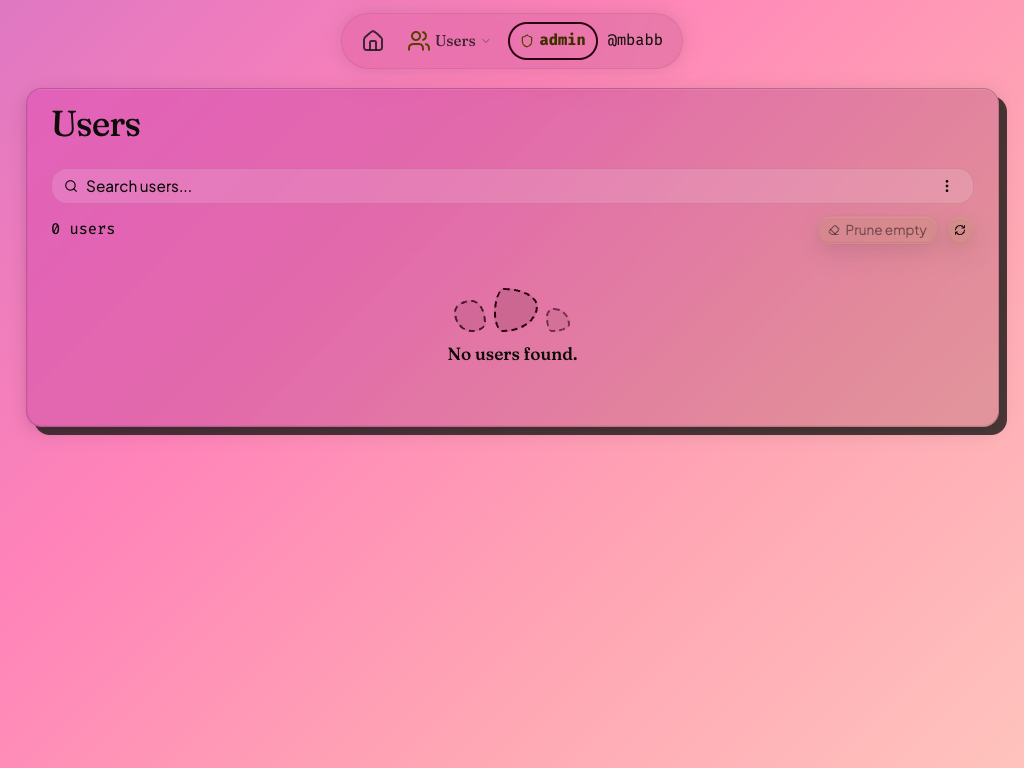 Users admin @mbabb
Users
Search users...
0 users Prune empty
No users found.